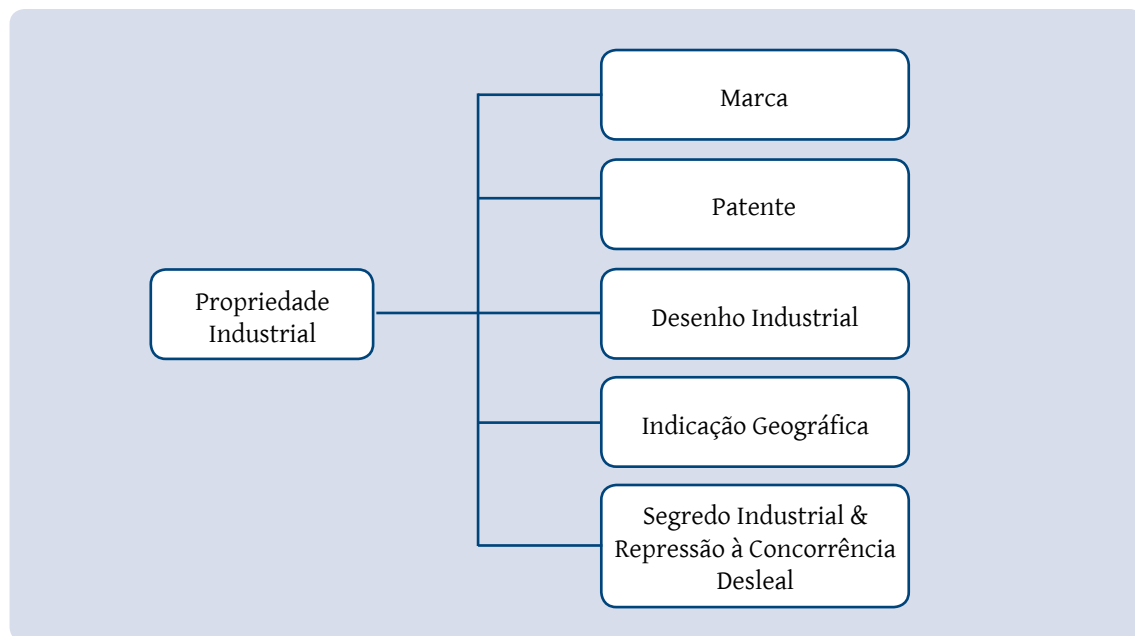 Propriedade
Industrial
Marca
Patente
Desenho Industrial
Indicação Geográfica
Segredo Industrial &
Repressão à Concorrência
Desleal